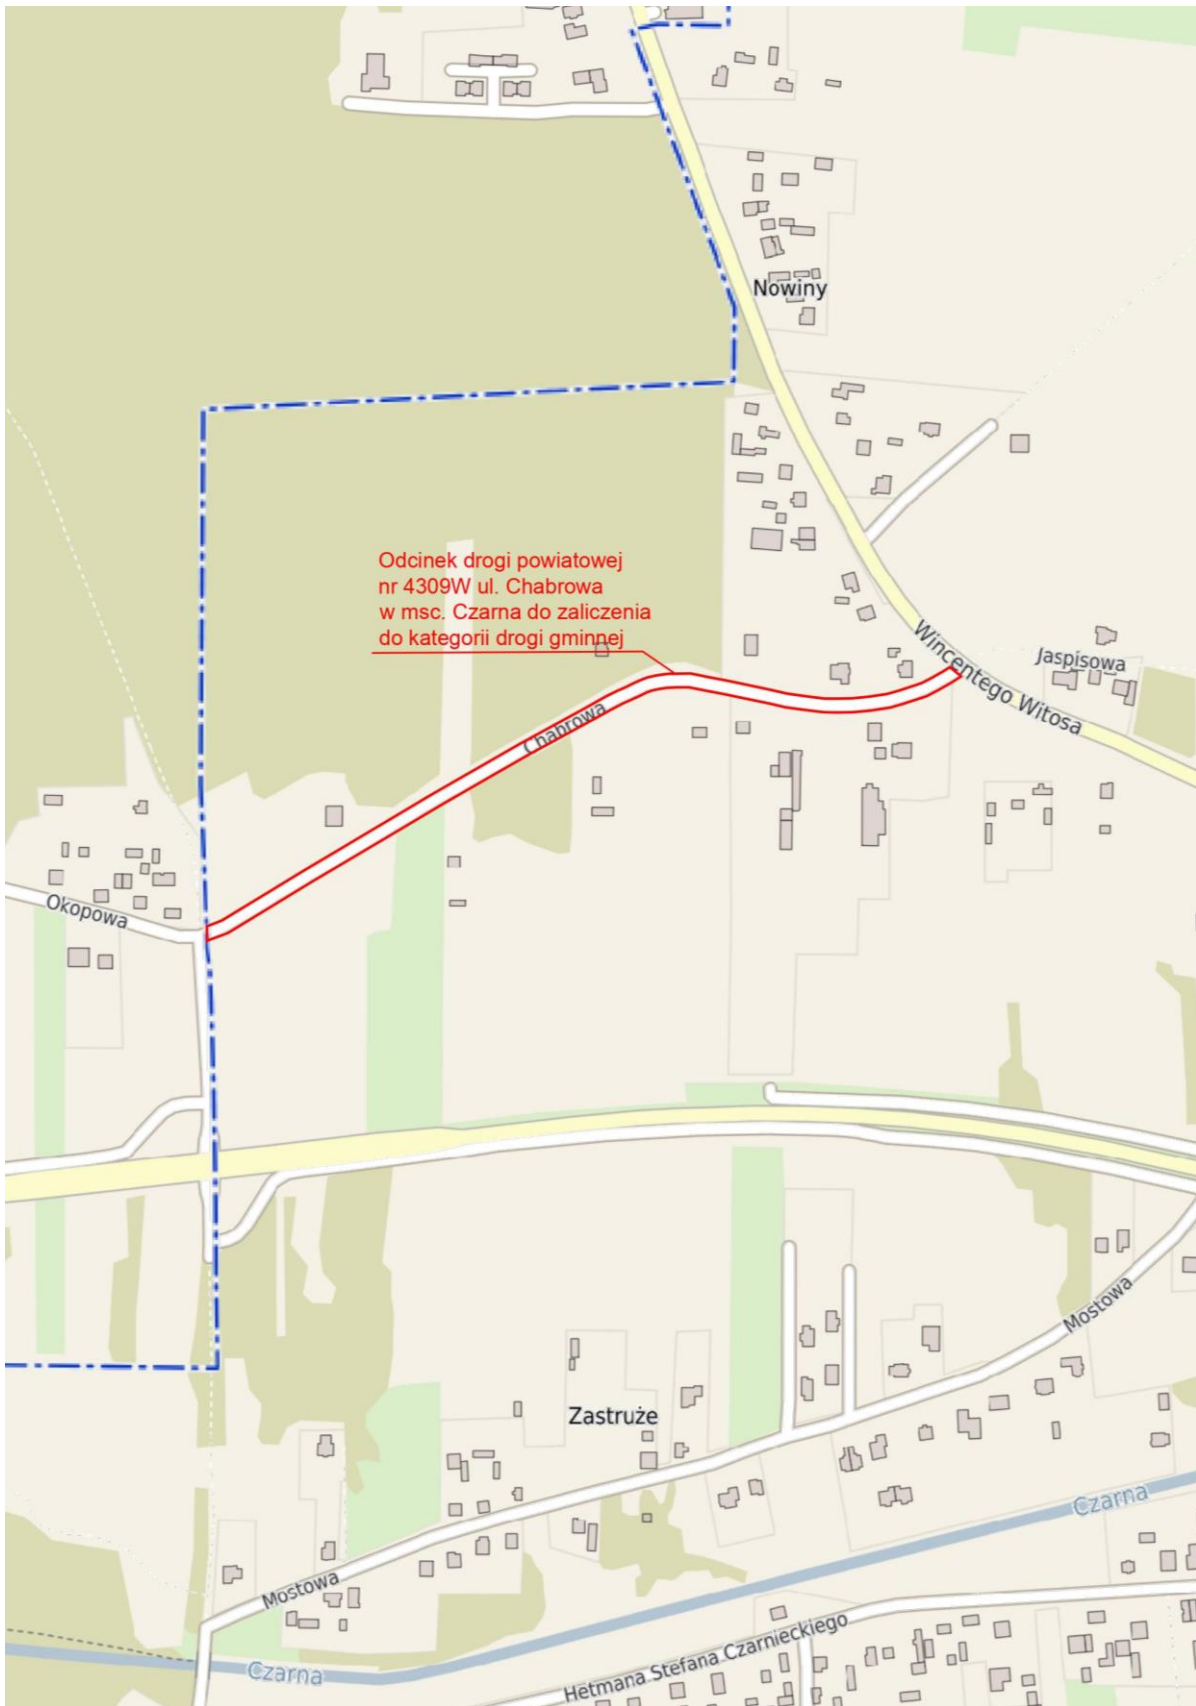 Nowiny
Odcinek drogi powiatowej
nr 4309W ul. Chabrowa
w msc. Czarna do zaliczenia
do kategorii drogi gminnej
Wincentego Witosa
Jaspisowa
Chabrowa
Okopowa
Mostowa
Zastruże
Czarna
Mostowa
Hetmana Stefana Czarnieckiego
Czarna